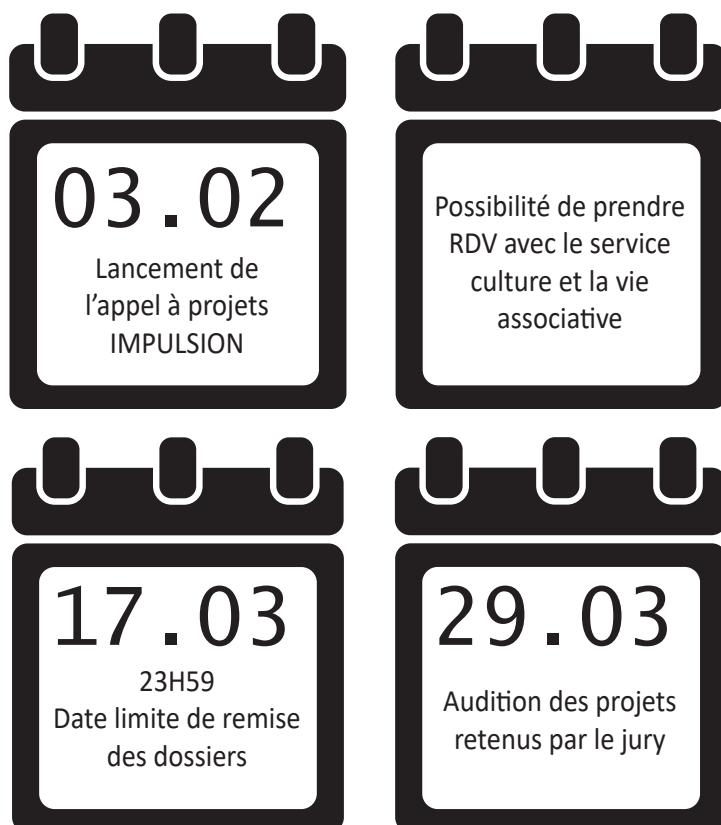 03.02
Lancement de
l’appel à projets
IMPULSION
Possibilité de prendre
RDV avec le service
culture et la vie
associative
17.03
23H59
Date limite de remise
des dossiers
29.03
Audition des projets
retenus par le jury